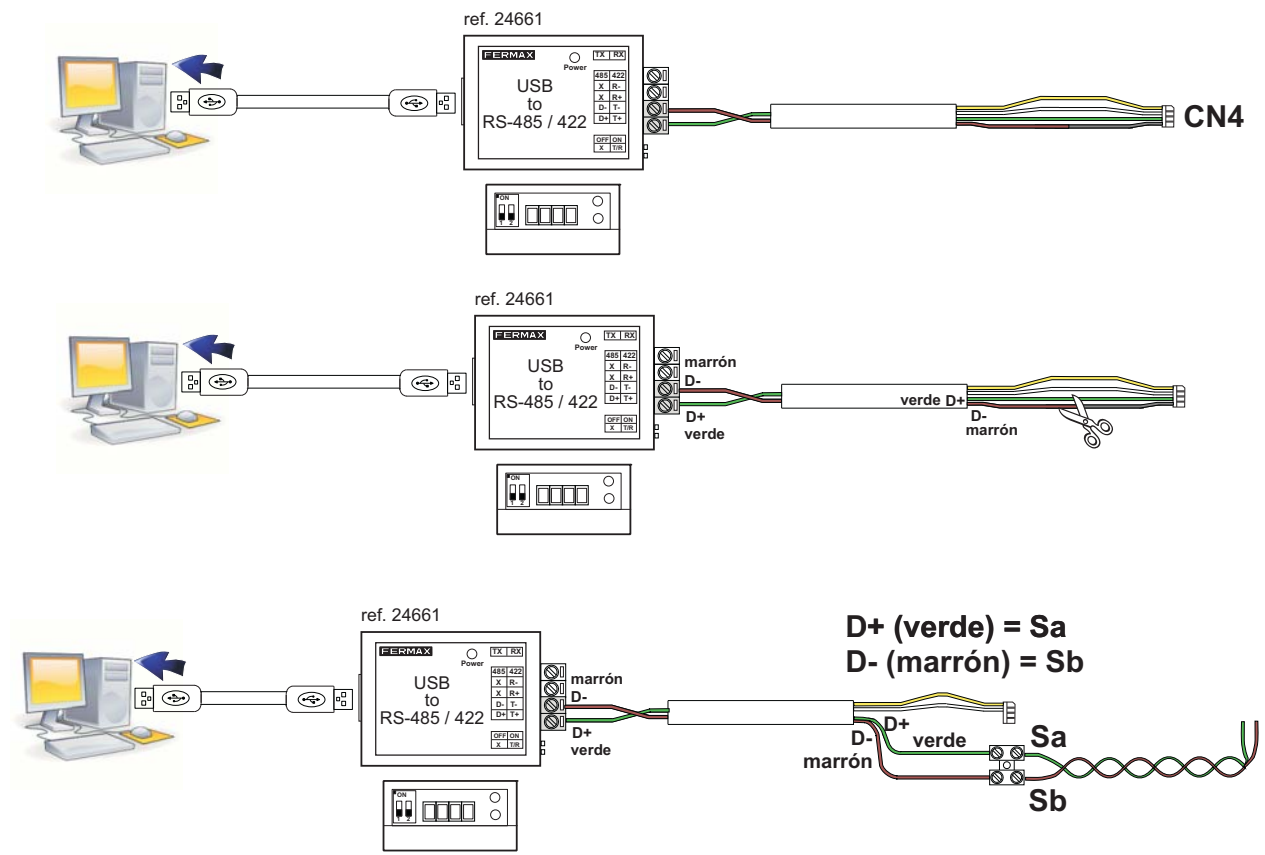 ref. 24661
FERMAX
Power
TX RX
USB
to
RS-485 / 422
485 422
X R-
X R+
D- T-
D+ T+
OFF ON
X T/R
CN4
ON
1 2
ref. 24661
FERMAX
Power
TX RX
USB
to
RS-485 / 422
485 422
X R-
X R+
D- T-
D+ T+
OFF ON
X T/R
marrón
D-
D+
verde
verde D+
D-
marrón
ON
1 2
ref. 24661
FERMAX
Power
TX RX
USB
to
RS-485 / 422
485 422
X R-
X R+
D- T-
D+ T+
OFF ON
X T/R
marrón
D-
D+
verde
D+ (verde) = Sa
D- (marrón) = Sb
D+
verde
D-
marrón
Sa
Sb
ON
1 2